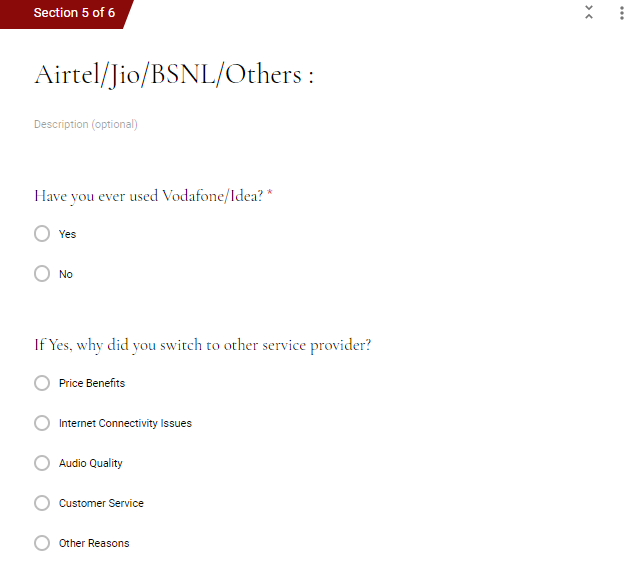 Section 5 of 6
Airtel/Jio/BSNL/Others :
Description (optional)
Have you ever used Vodafone/Idea? *
Yes
No
If Yes, why did you switch to other service provider?
Price Benefits
Internet Connectivity Issues
Audio Quality
Customer Service
Other Reasons